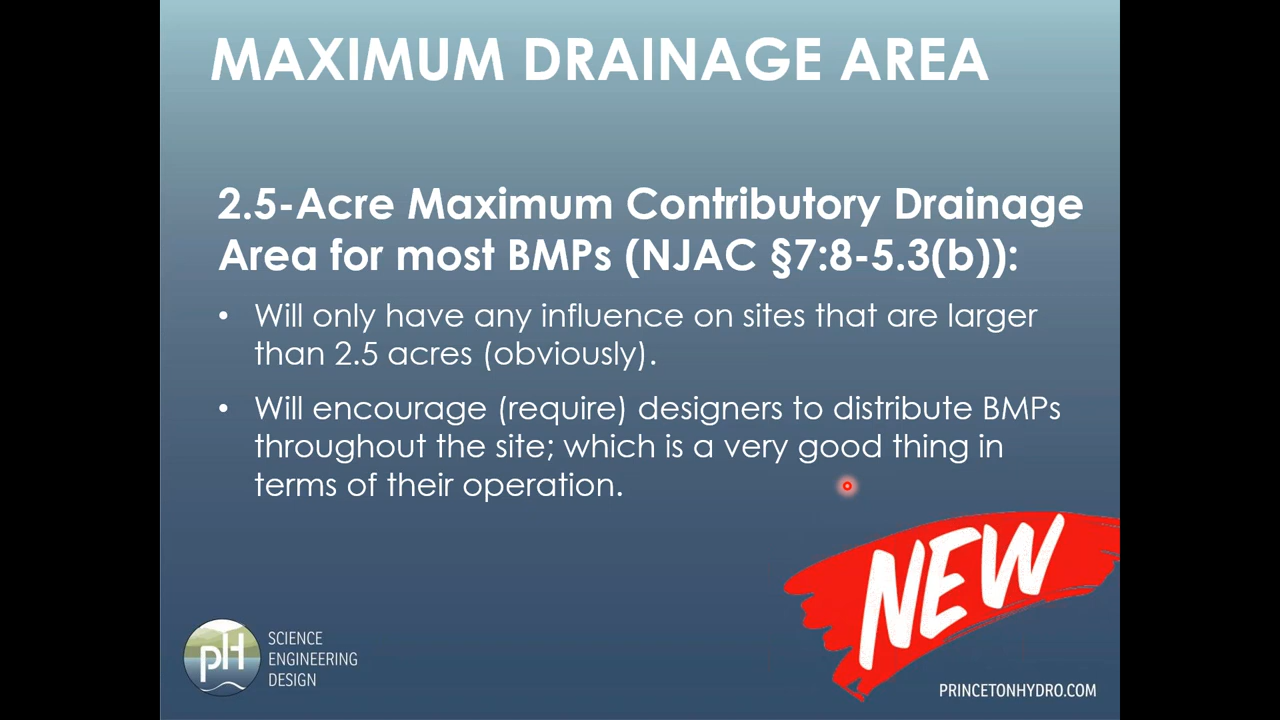 MAXIMUM DRAINAGE AREA
2.5-Acre Maximum Contributory Drainage
Area for most BMPs (NJAC §7:8-5.3(b)):
• Will only have any influence on sites that are larger
than 2.5 acres (obviously).
• Will encourage (require) designers to distribute BMPs
throughout the site; which is a very good thing in
terms of their operation.
NEW
pH
SCIENCE
ENGINEERING
DESIGN
PRINCETONHYDRO.COM